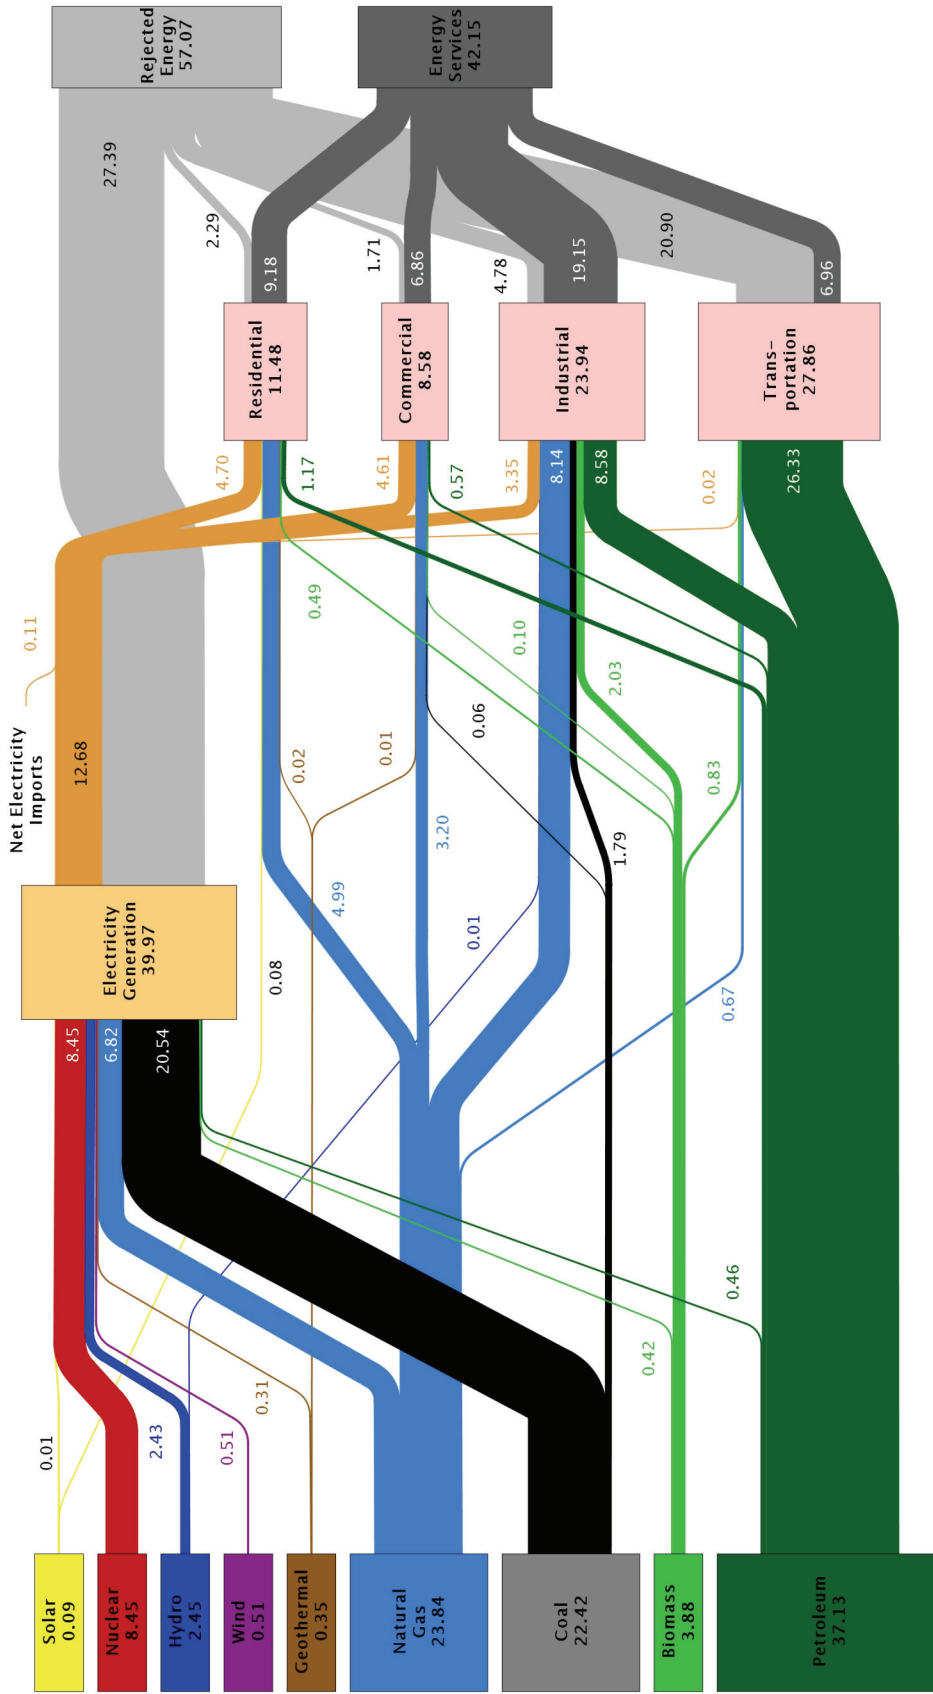 Solar
0.09
Nuclear
8.45
Hydro
2.45
Wind
0.51
Geothermal
0.35
Natural
Gas
23.84
Coal
22.42
Biomass
3.88
Petroleum
37.13
0.01
8.45
2.43
0.51
0.31
6.82
20.54
0.42
0.46
Electricity
Generation
39.97
0.08
4.99
0.02
0.01
3.20
0.01
0.67
1.79
0.83
0.06
2.03
0.10
0.49
Net Electricity
Imports
0.11
12.68
27.39
4.70
1.17
4.61
0.57
3.35
8.14
8.58
0.02
26.33
Residential
11.48
Commercial
8.58
Industrial
23.94
Trans-
portation
27.86
2.29
9.18
1.71
6.86
4.78
19.15
20.90
6.96
Rejected
Energy
57.07
Energy
Services
42.15